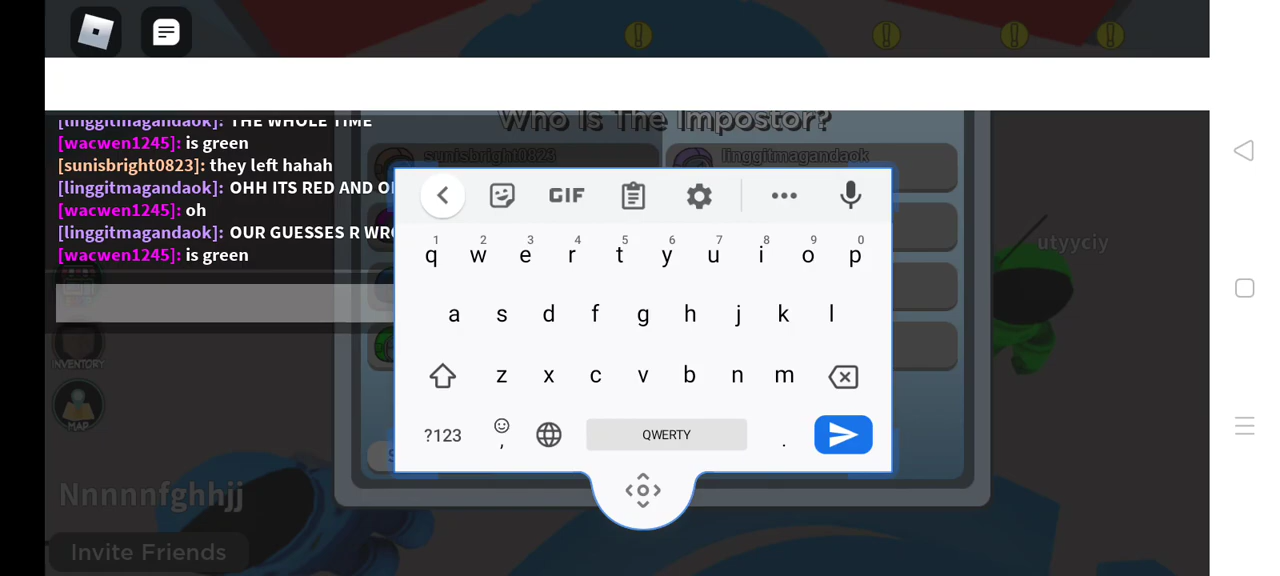 Who Is The Impostor?
[linggitmagandaok]: THE WHOLE TIME
[wacwen1245]: is green
[sunisbright0823]: they left hahah
[linggitmagandaok]: OHH ITS RED AND
[wacwen1245]: oh
[linggitmagandaok]: OUR GUESSES R
[wacwen1245]: is green
sunisbright0823
linggitmagandaok
utyyciy
GIF
1 2 3 4 5 6 7 8 9 0
q w e r t y u i o p
a s d f g h j k l
z x c v b n m
?123 , QWERTY .
INVENTORY
MAP
Nnnnnfghhjj
Invite Friends